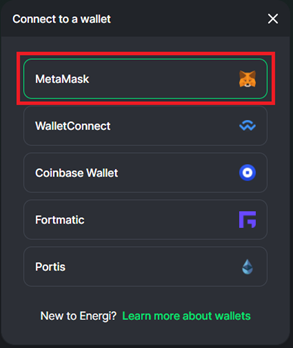 Connect to a wallet
MetaMask
WalletConnect
Coinbase Wallet
Fortmatic
Portis
New to Energi? Learn more about wallets